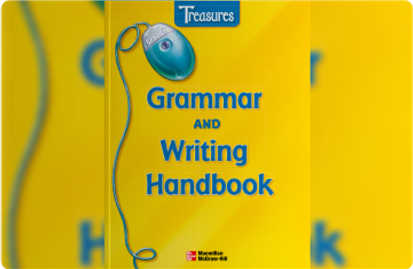 Treasures
Grammar
AND
Writing
Handbook
Macmillan
McGraw-Hill